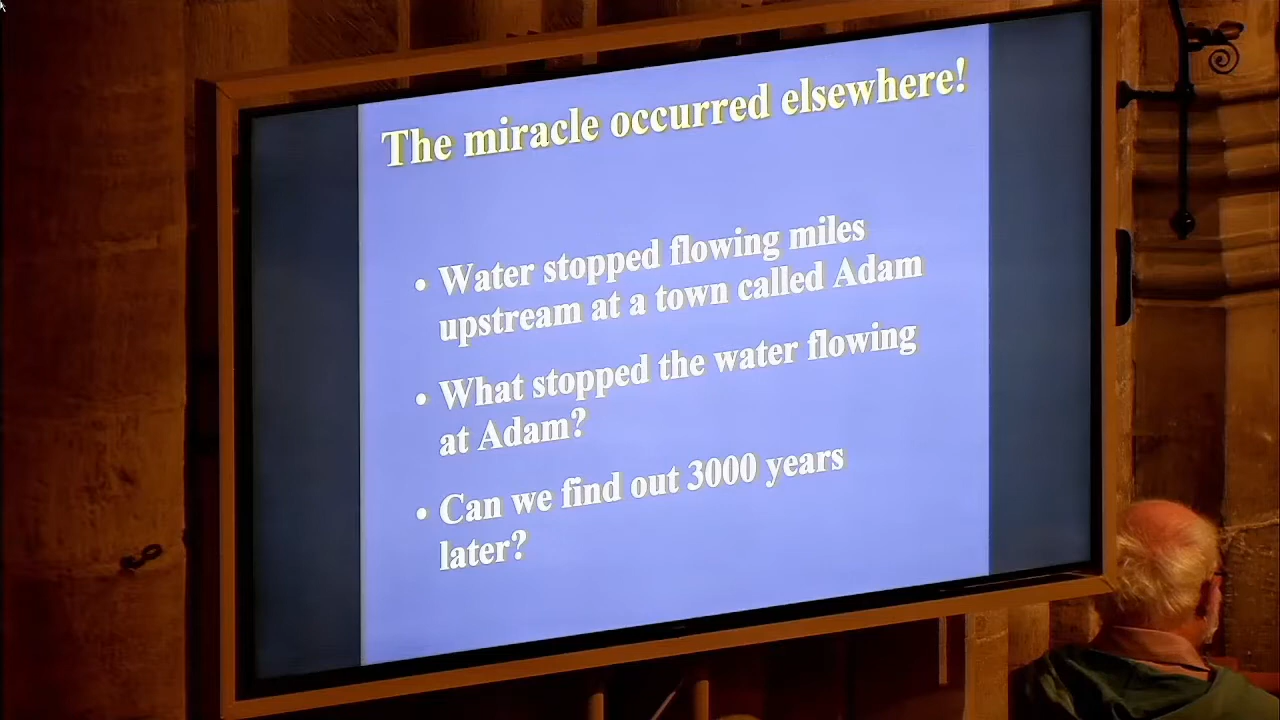 The miracle occurred elsewhere!
• Water stopped flowing miles
upstream at a town called Adam
• What stopped the water flowing
at Adam?
• Can we find out 3000 years
later?